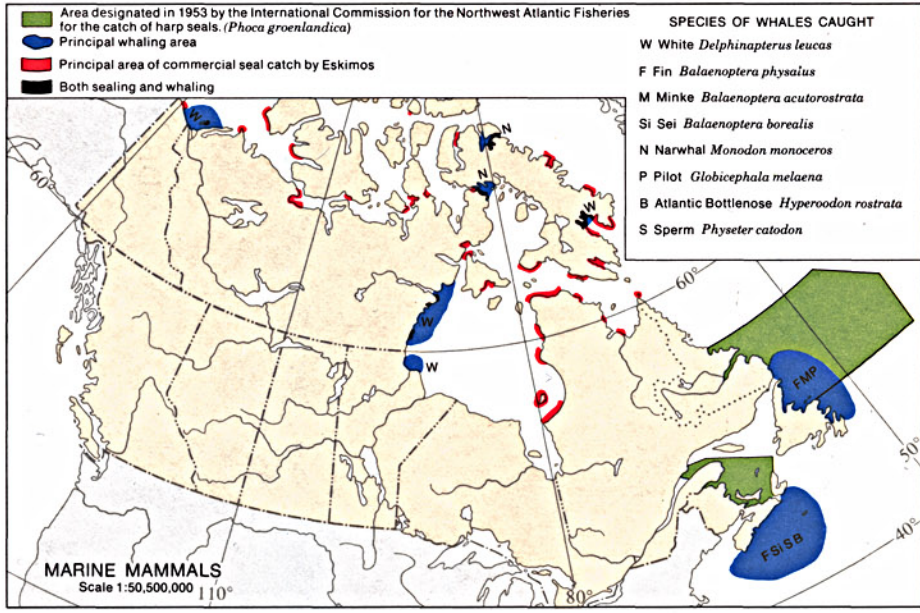 Area designated in 1953 by the International Commission for the Northwest Atlantic Fisheries
for the catch of harp seals. (Phoca groenlandica)
Principal whaling area
Principal area of commercial seal catch by Eskimos
Both sealing and whaling
SPECIES OF WHALES CAUGHT
W White Delphinapterus leucas
F Fin Balaenoptera physalus
M Minke Balaenoptera acutorostrata
Si Sei Balaenoptera borealis
N Narwhal Monodon monoceros
P Pilot Globicephala melaena
B Atlantic Bottlenose Hyperoodon rostrata
S Sperm Physeter catodon
W
N
N
W
60°
60°
W
W
FMP
50°
FSiSB
40°
MARINE MAMMALS
Scale 1:50,500,000
110°
80°